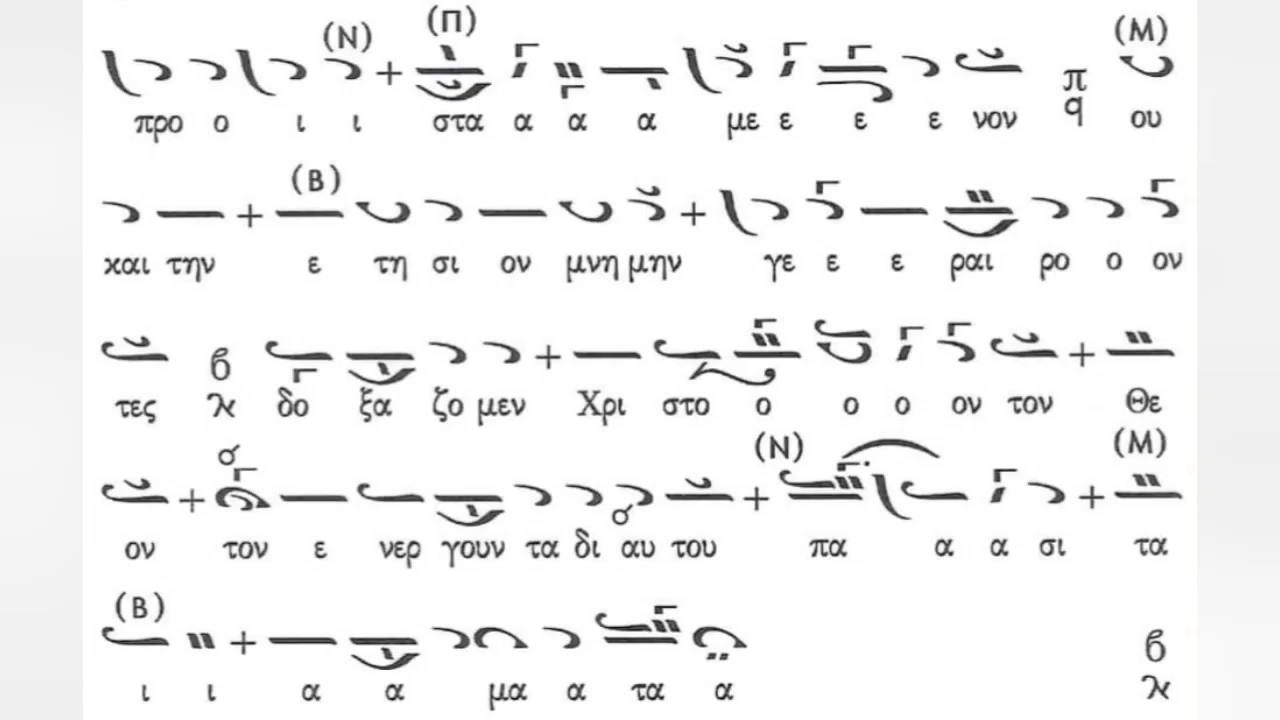 (Ν) (Π) (Μ)
προ ο ι ι στα α α α με ε ε ε νον π q ου
(Β)
και την ε τη σι ον μνη μην γε ε ε ραι ρο ο ον
τες β λ δο ξα ζο μεν Χρι στο ο ο ο ον τον Θε
(Ν) (Μ)
ον τον ε νερ γουν τα δι αυ του πα α α σι τα
(Β)
ι ι α α μα α τα α β λ